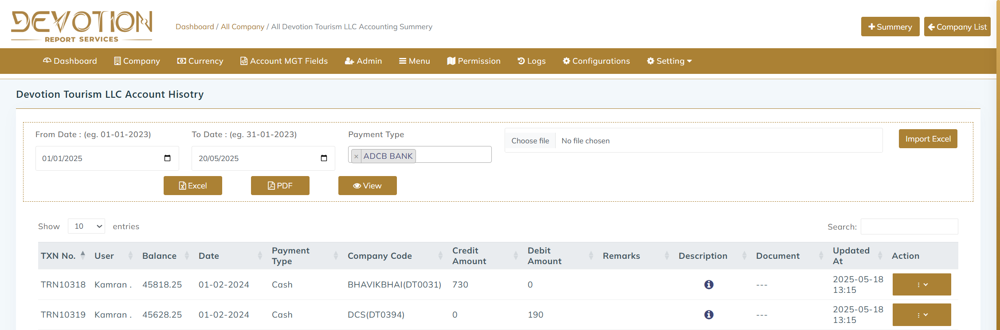 DEVOTION
REPORT SERVICES
Dashboard / All Company / All Devotion Tourism LLC Accounting Summery
Summery
Company List
Dashboard Company Currency Account MGT Fields Admin Menu Permission Logs Configurations Setting
Devotion Tourism LLC Account Hisotry
From Date : (eg. 01-01-2023) To Date : (eg. 31-01-2023) Payment Type
Choose file No file chosen
Import Excel
01/01/2025 20/05/2025 × ADCB BANK
Excel PDF View
Show 10 entries Search:
TXN No. User Balance Date Payment Type Company Code Credit Amount Debit Amount Remarks Description Document Updated At Action
TRN10318 Kamran . 45818.25 01-02-2024 Cash BHAVIKBHAI(DT0031) 730 0 --- 2025-05-18 13:15
TRN10319 Kamran . 45628.25 01-02-2024 Cash DCS(DT0394) 0 190 --- 2025-05-18 13:15